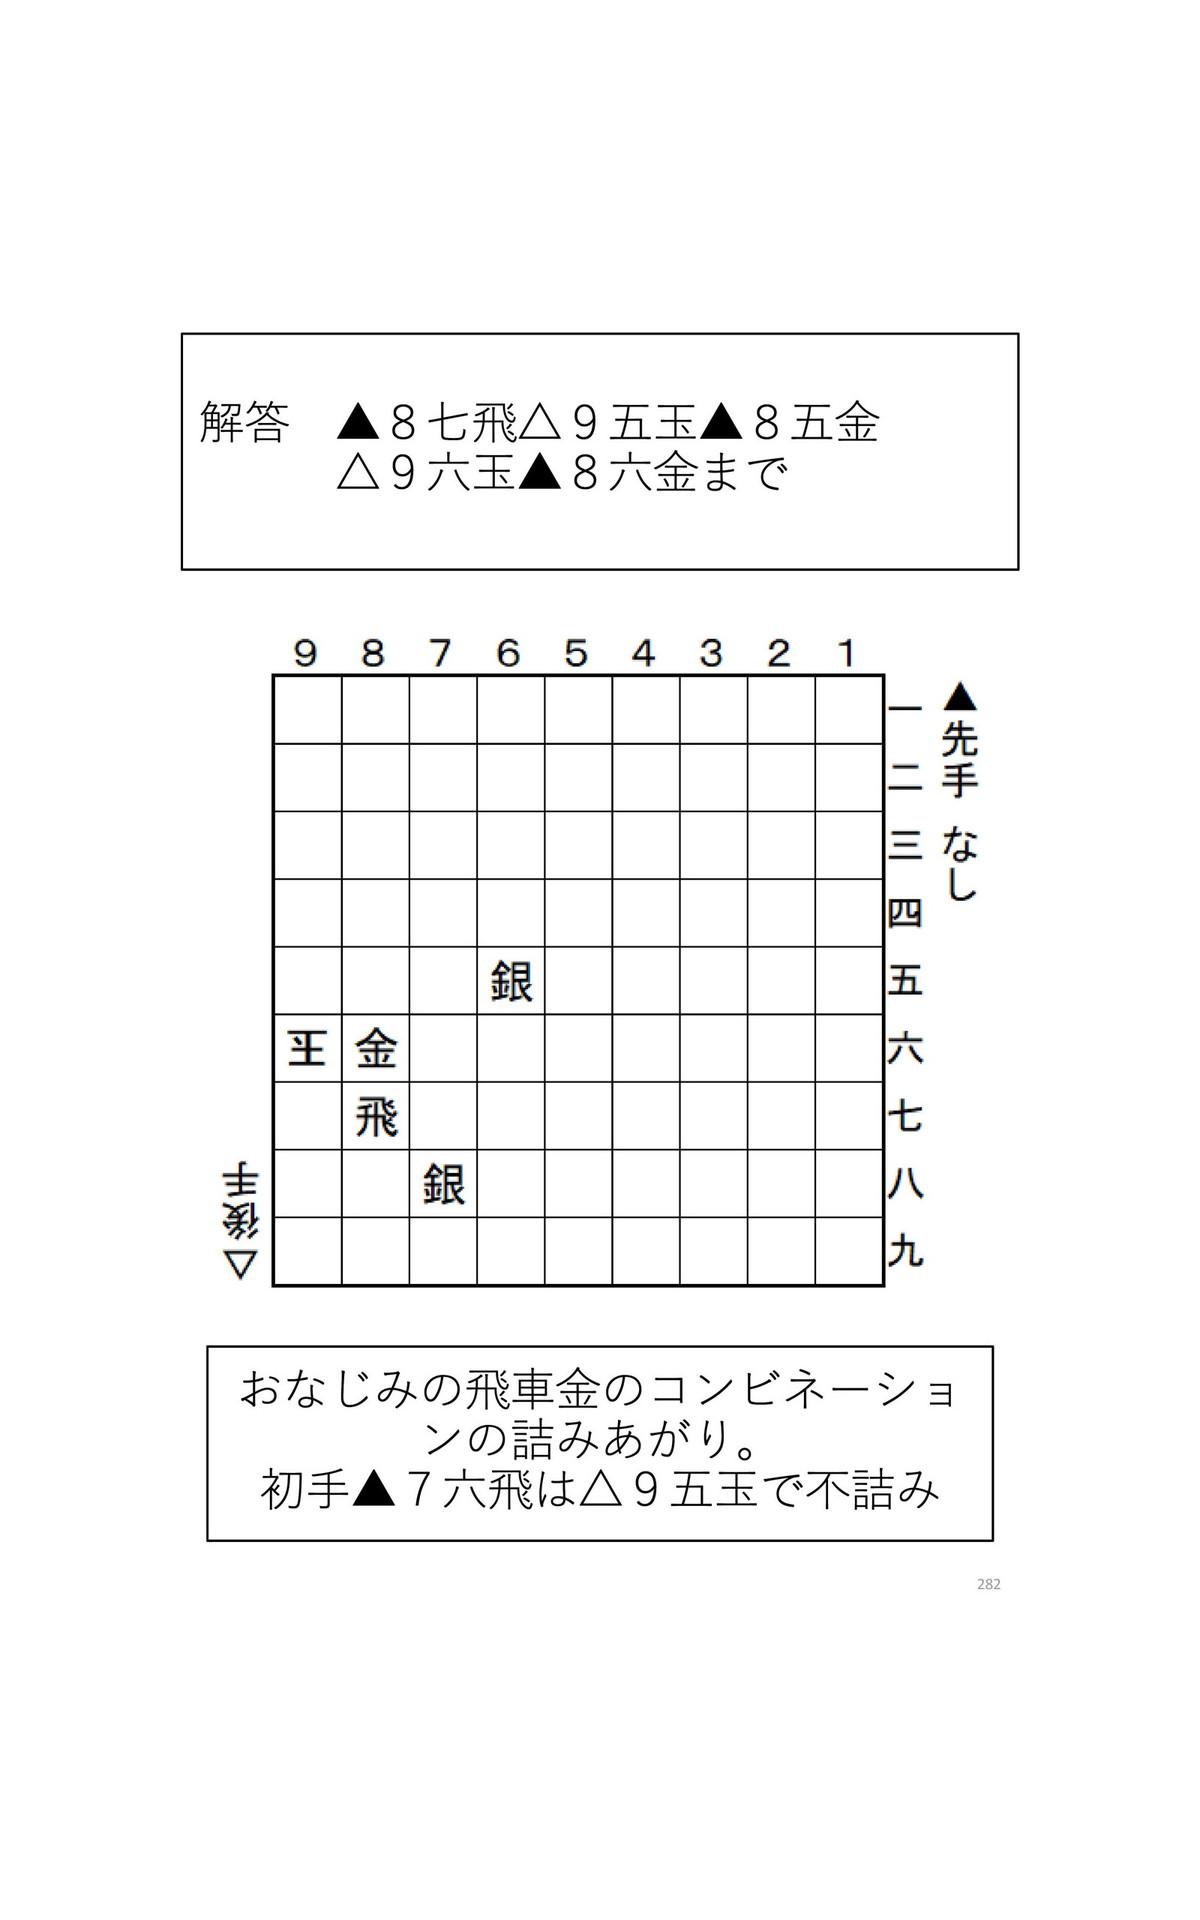 解答　▲８七飛△９五玉▲８五金
△９六玉▲８六金まで
9 8 7 6 5 4 3 2 1
一
二
三
四
五
六
七
八
九
▲先手 なし
銀
王 金
飛
銀
△後手
おなじみの飛車金のコンビネーショ
ンの詰みあがり。
初手▲７六飛は△９五玉で不詰み
282